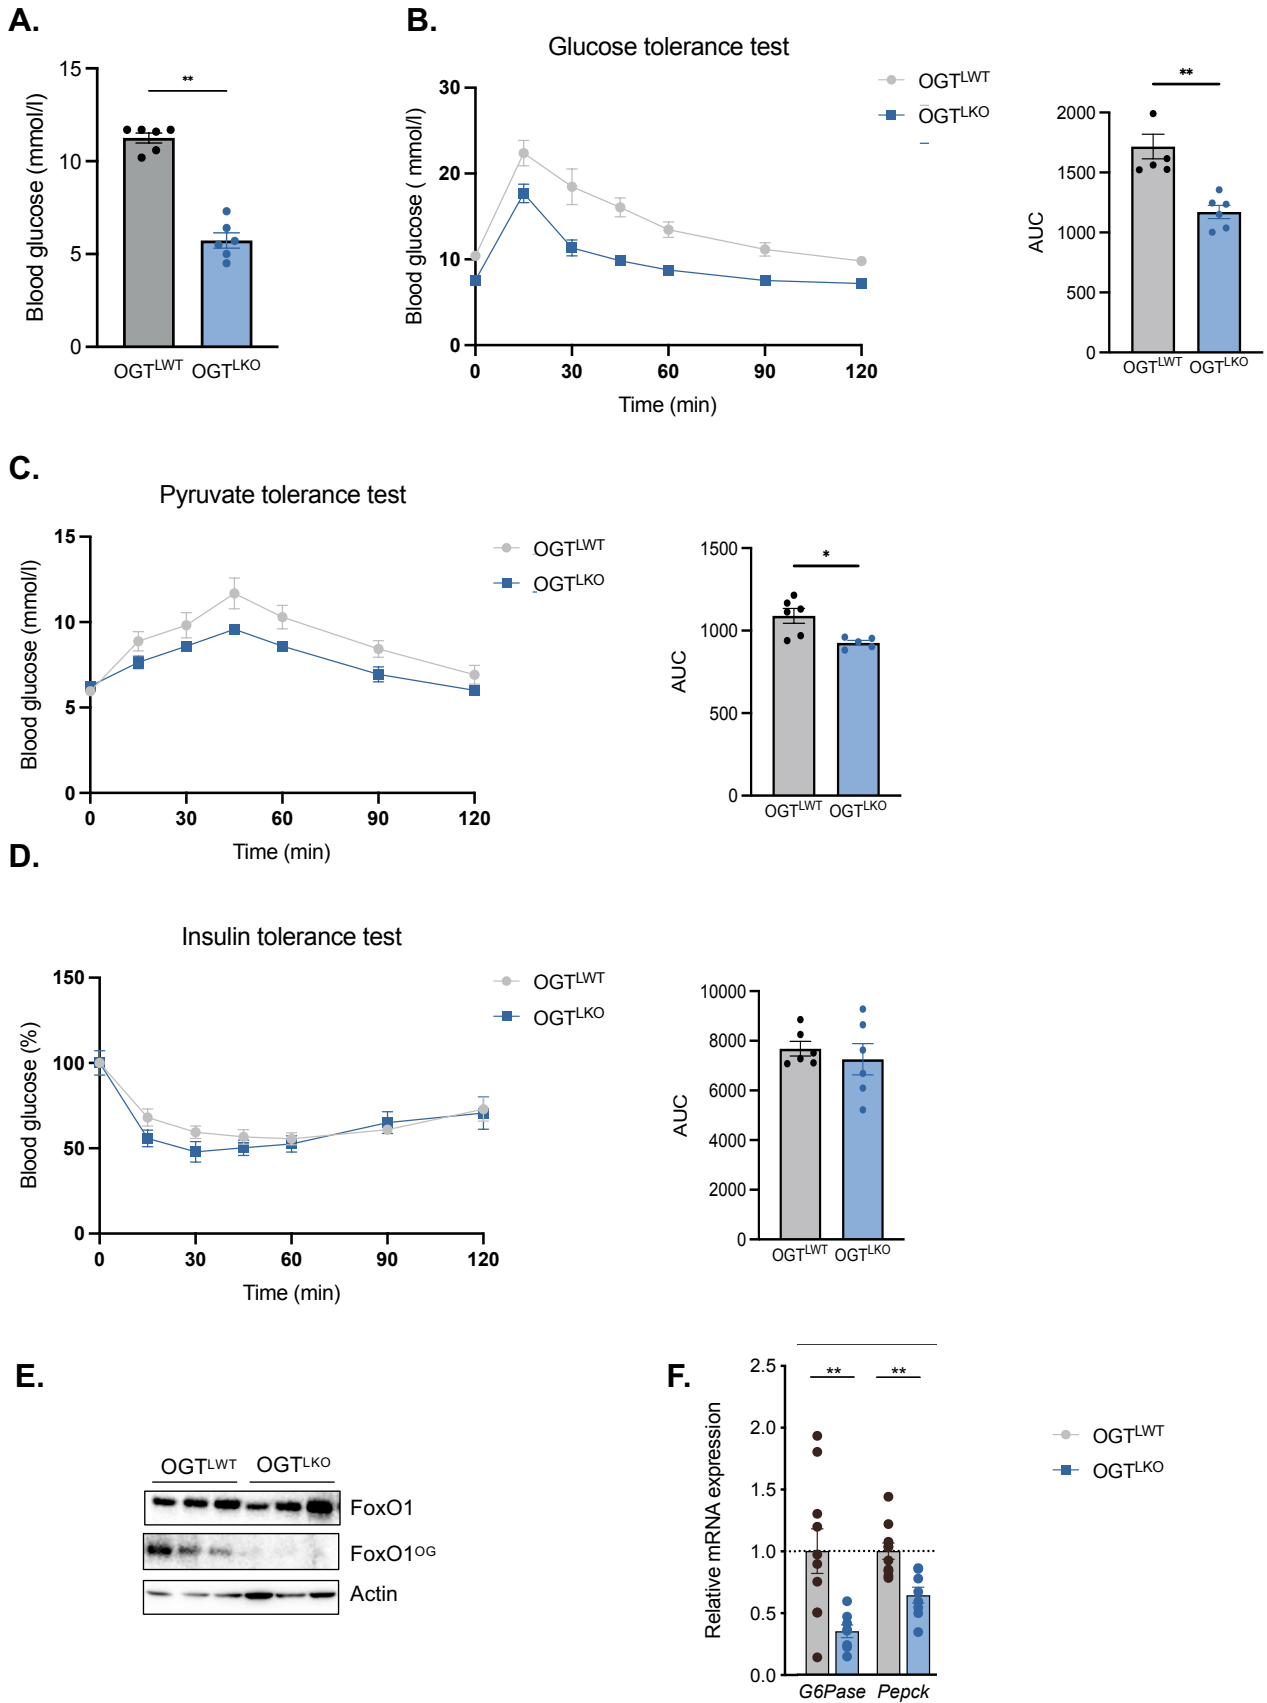 A.
15
10
5
0
Blood glucose (mmol/l)
**
OGTLWT OGTLKO
B.
Glucose tolerance test
30
20
10
0
Blood glucose ( mmol/l)
0 30 60 90 120
Time (min)
OGTLWT
OGTLKO
**
2000
1500
1000
500
0
AUC
OGTLWT OGTLKO
C.
Pyruvate tolerance test
15
10
5
0
Blood glucose (mmol/l)
0 30 60 90 120
Time (min)
OGTLWT
OGTLKO
*
1500
1000
500
0
AUC
OGTLWT OGTLKO
D.
Insulin tolerance test
150
100
50
0
Blood glucose (%)
0 30 60 90 120
Time (min)
OGTLWT
OGTLKO
10000
8000
6000
4000
2000
0
AUC
OGTLWT OGTLKO
E.
OGTLWT OGTLKO
FoxO1
FoxO1OG
Actin
F.
2.5
2.0
1.5
1.0
0.5
0.0
Relative mRNA expression
** **
G6Pase Pepck
OGTLWT
OGTLKO